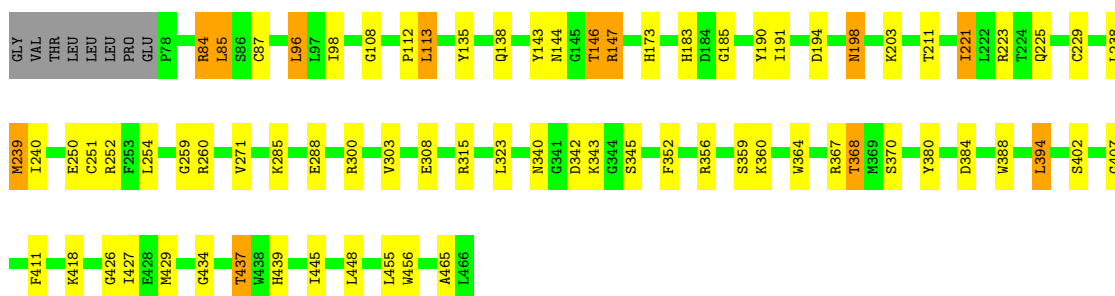 GLY VAL THR LEU LEU LEU PRO GLU P78 R84 L85 S86 C87 L96 L97 I98 G108 P112 L113 Y135 Q138 Y143 N144 G145 T146 R147 H173 H183 D184 G185 Y190 I191 D194 N198 K203 T211 I221 L222 R223 T224 Q225 C229 L238
M239 I240 E250 C251 R252 F253 L254 G259 R260 V271 K285 E288 R300 V303 E308 R315 L323 N340 G341 D342 K343 G344 S345 F352 R356 S359 K360 W364 R367 T368 M369 S370 Y380 D384 W388 L394 S402
F411 K418 G426 I427 E428 M429 G434 T437 W438 H439 I445 L448 L455 W456 A465 L466